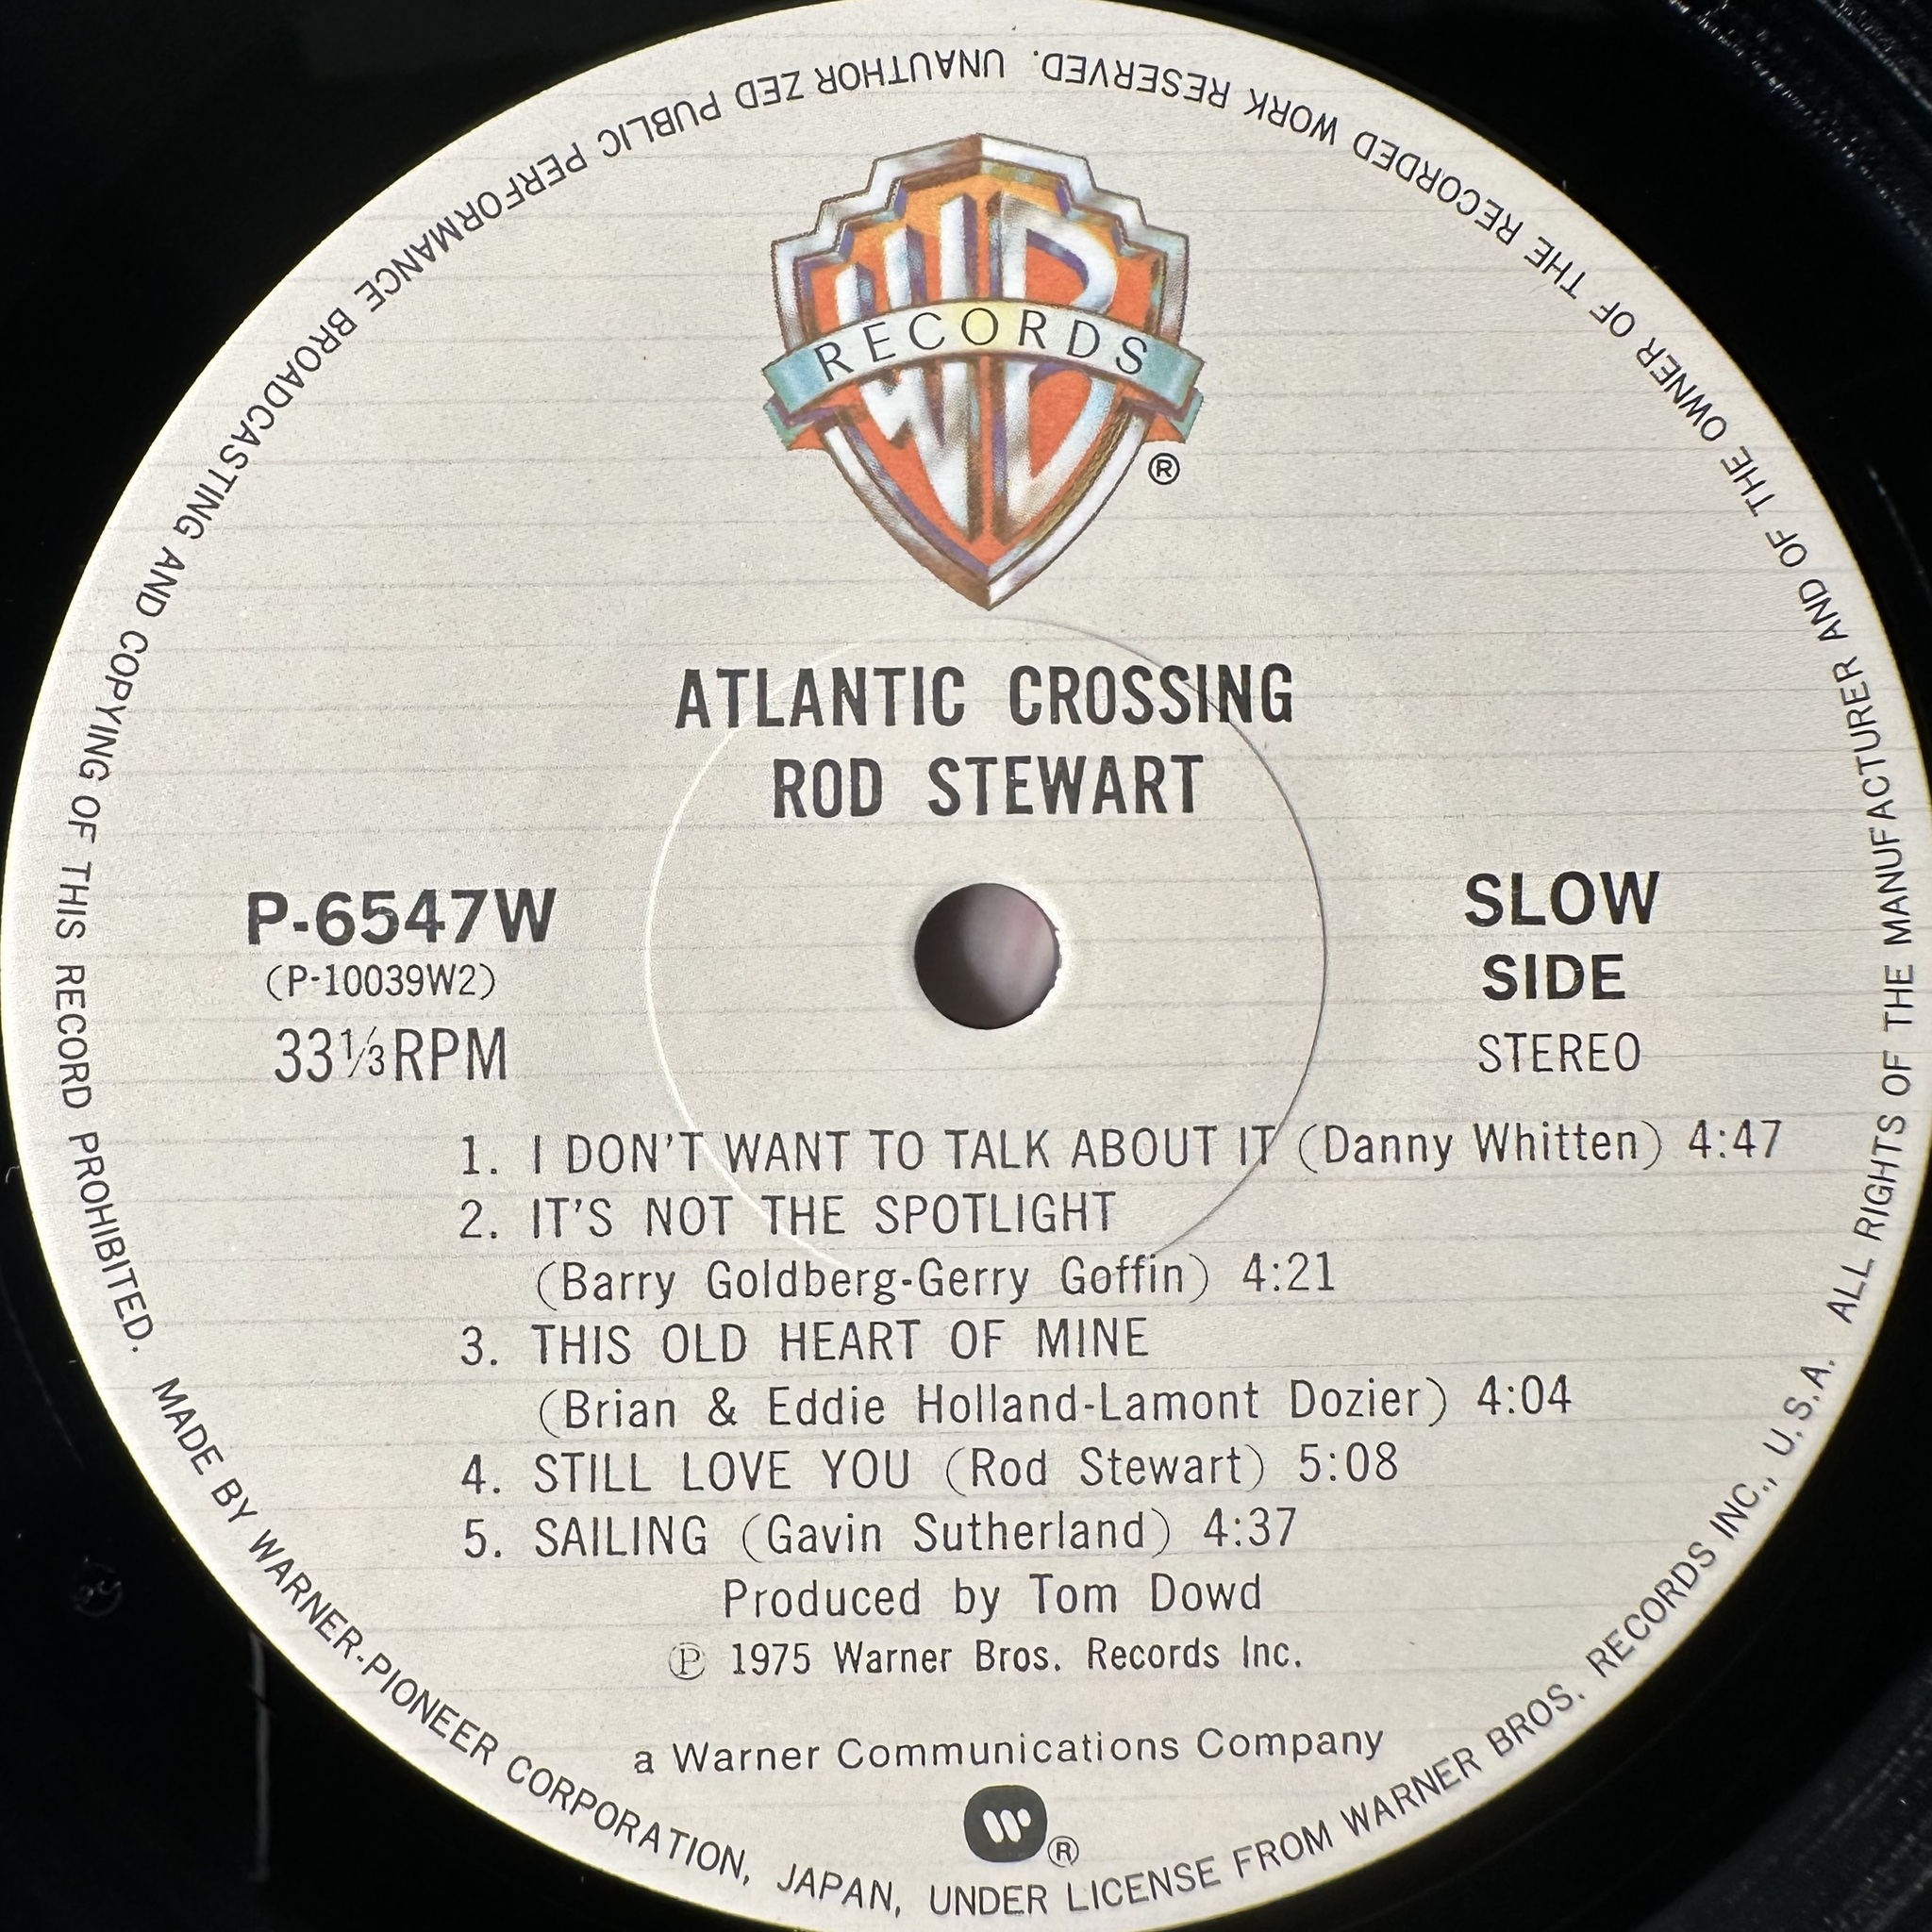 WB
RECORDS
®
ATLANTIC CROSSING
ROD STEWART
P-6547W
(P-10039W2)
33⅓RPM
SLOW
SIDE
STEREO
1. I DON'T WANT TO TALK ABOUT IT (Danny Whitten) 4:47
2. IT'S NOT THE SPOTLIGHT
(Barry Goldberg-Gerry Goffin) 4:21
3. THIS OLD HEART OF MINE
(Brian & Eddie Holland-Lamont Dozier) 4:04
4. STILL LOVE YOU (Rod Stewart) 5:08
5. SAILING (Gavin Sutherland) 4:37
Produced by Tom Dowd
℗ 1975 Warner Bros. Records Inc.
a Warner Communications Company
®
MADE BY WARNER-PIONEER CORPORATION, JAPAN, UNDER LICENSE FROM WARNER BROS. RECORDS INC., U.S.A. ALL RIGHTS OF THE MANUFACTURER AND OF THE OWNER OF THE RECORDED WORK RESERVED. UNAUTHOR ZED PUBLIC PERFORMANCE BROADCASTING AND COPYING OF THIS RECORD PROHIBITED.